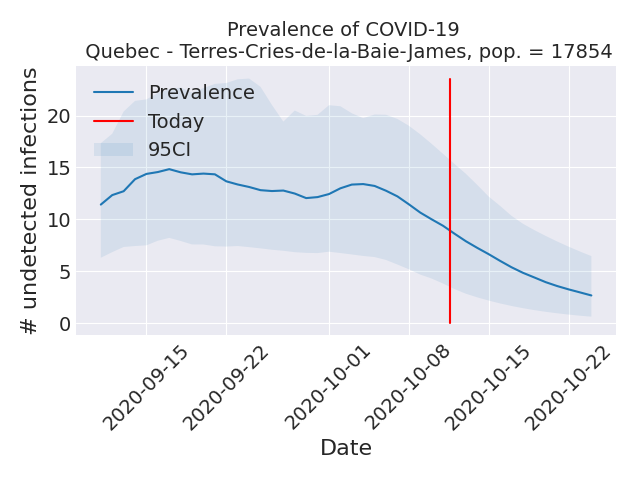 Prevalence of COVID-19
Quebec - Terres-Cries-de-la-Baie-James, pop. = 17854
# undetected infections
20
15
10
5
0
Prevalence
Today
95CI
2020-09-15
2020-09-22
2020-10-01
2020-10-08
2020-10-15
2020-10-22
Date